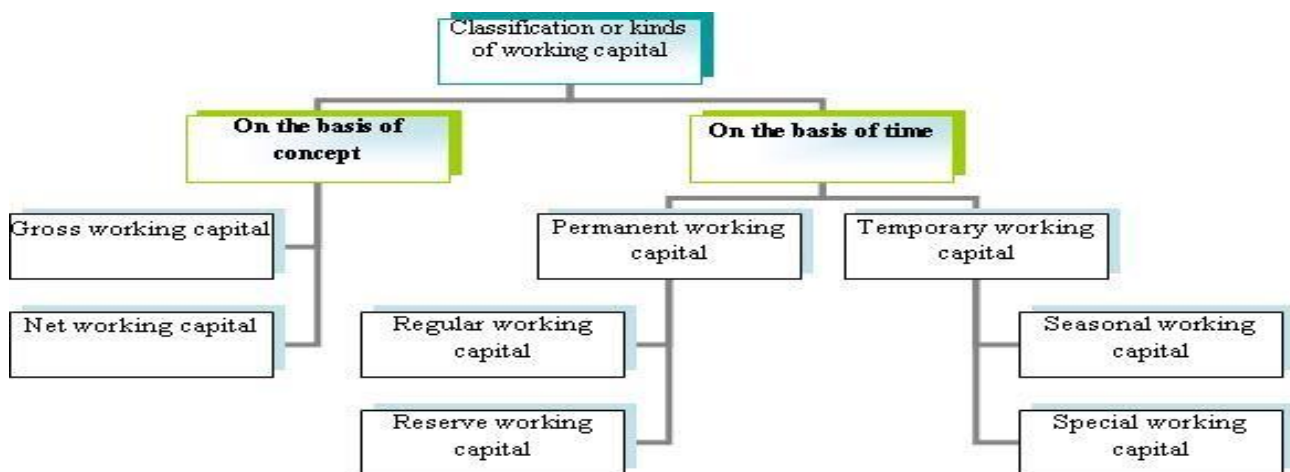 Classification or kinds
of working capital
On the basis of
concept
On the basis of time
Gross working capital
Permanent working
capital
Temporary working
capital
Net working capital
Regular working
capital
Seasonal working
capital
Reserve working
capital
Special working
capital